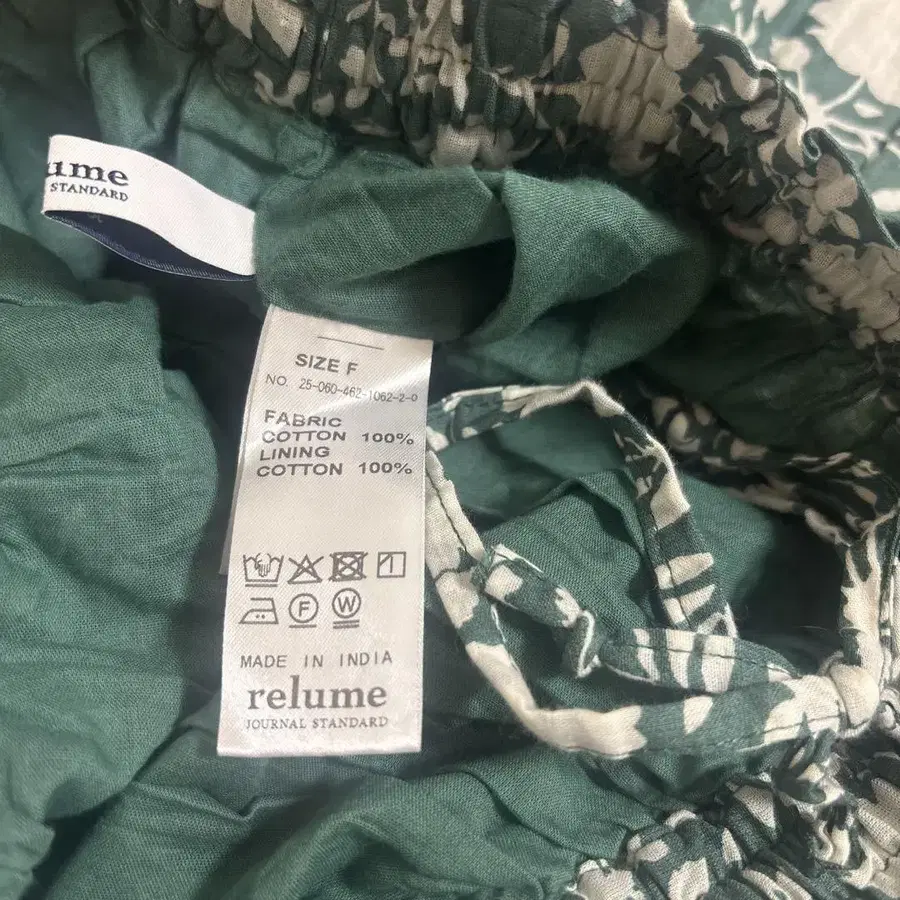 ume
STANDARD
SIZE F
NO. 25-060-462-1062-2-0
FABRIC
COTTON 100%
LINING
COTTON 100%
F W
MADE IN INDIA
relume
JOURNAL STANDARD